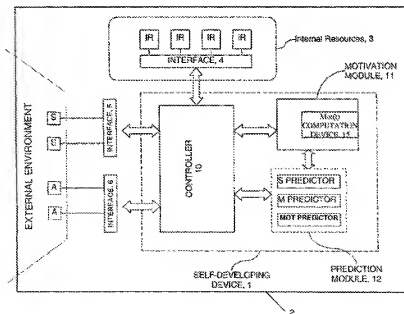 IR IR IR IR
INTERFACE, 4
Internal Resources, 3
MOTIVATION
MODULE, 11
Mot(t)
COMPUTATION
DEVICE, 15
EXTERNAL ENVIRONMENT
S
S
INTERFACE, 5
A
A
INTERFACE, 6
CONTROLLER
10
S PREDICTOR
M PREDICTOR
MOT PREDICTOR
SELF-DEVELOPING
DEVICE, 1
PREDICTION
MODULE, 12
2